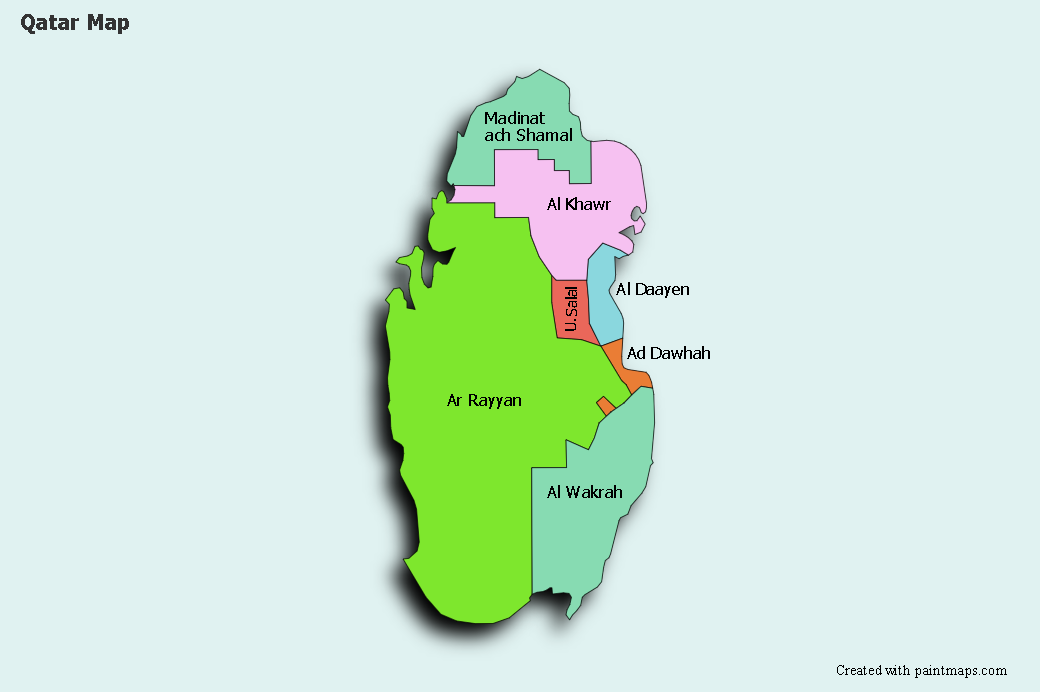 Qatar Map
Madinat
ach Shamal
Al Khawr
Al Daayen
U.Salal
Ad Dawhah
Ar Rayyan
Al Wakrah
Created with paintmaps.com